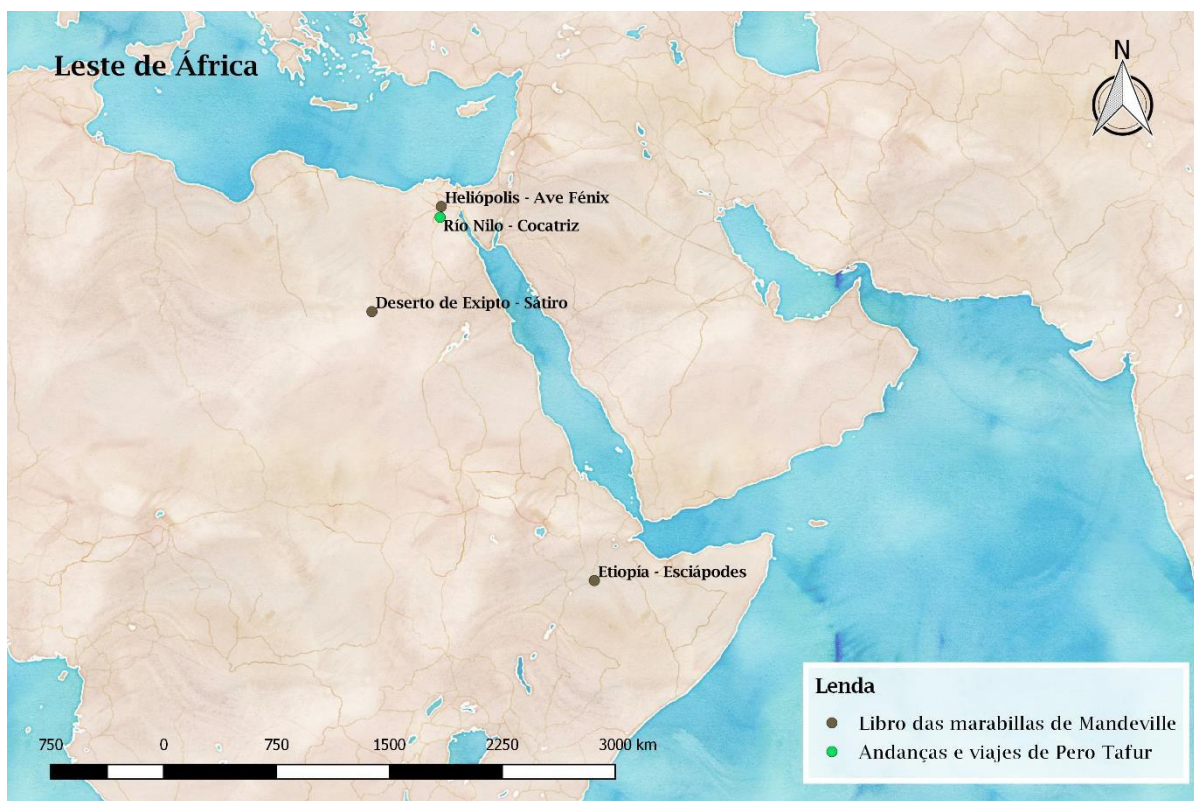 Leste de África
N
Heliópolis - Ave Fénix
Río Nilo - Cocatriz
Deserto de Exipto - Sátiro
Etiopía - Esciápodes
Lenda
Libro das marabillas de Mandeville
Andanças e viajes de Pero Tafur
750 0 750 1500 2250 3000 km